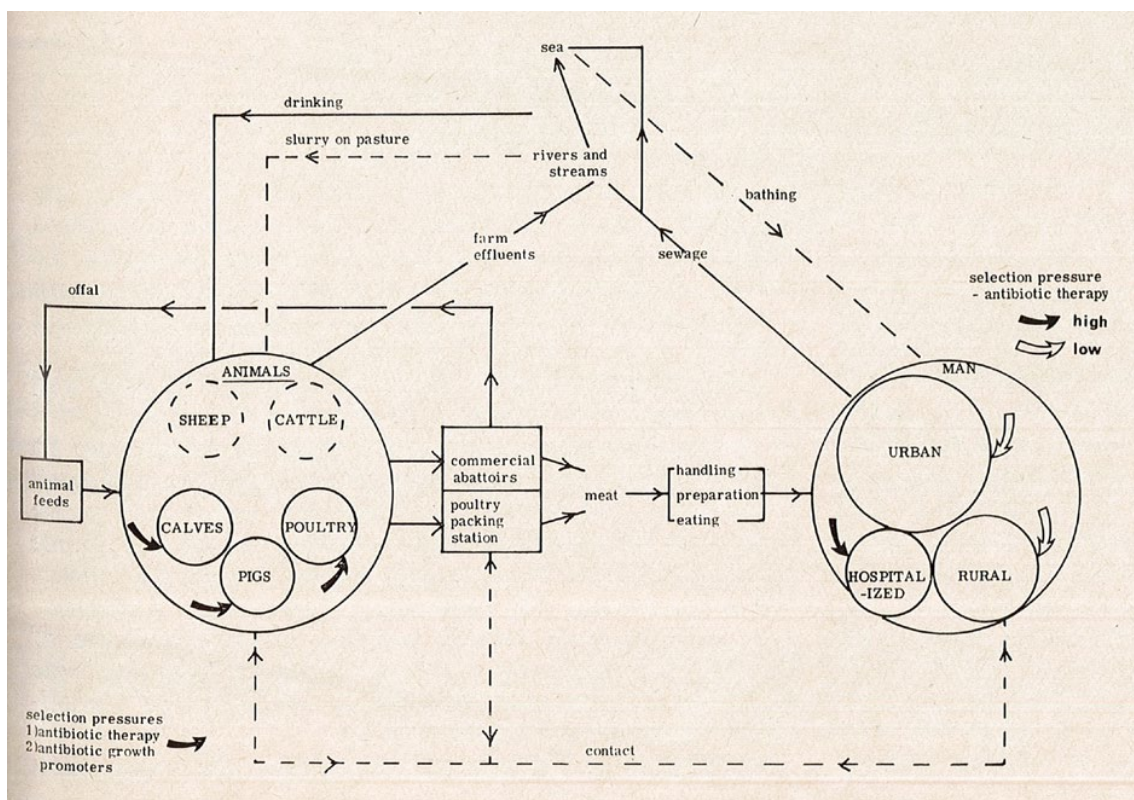 sea
drinking
slurry on pasture
rivers and
streams
bathing
farm
effluents
sewage
selection pressure
- antibiotic therapy
high
low
offal
ANIMALS
SHEEP
CATTLE
MAN
URBAN
animal
feeds
commercial
abattoirs
poultry
packing
station
meat
handling
preparation
eating
CALVES
POULTRY
PIGS
HOSPITAL
-IZED
RURAL
selection pressures
1)antibiotic therapy
2)antibiotic growth
promoters
contact